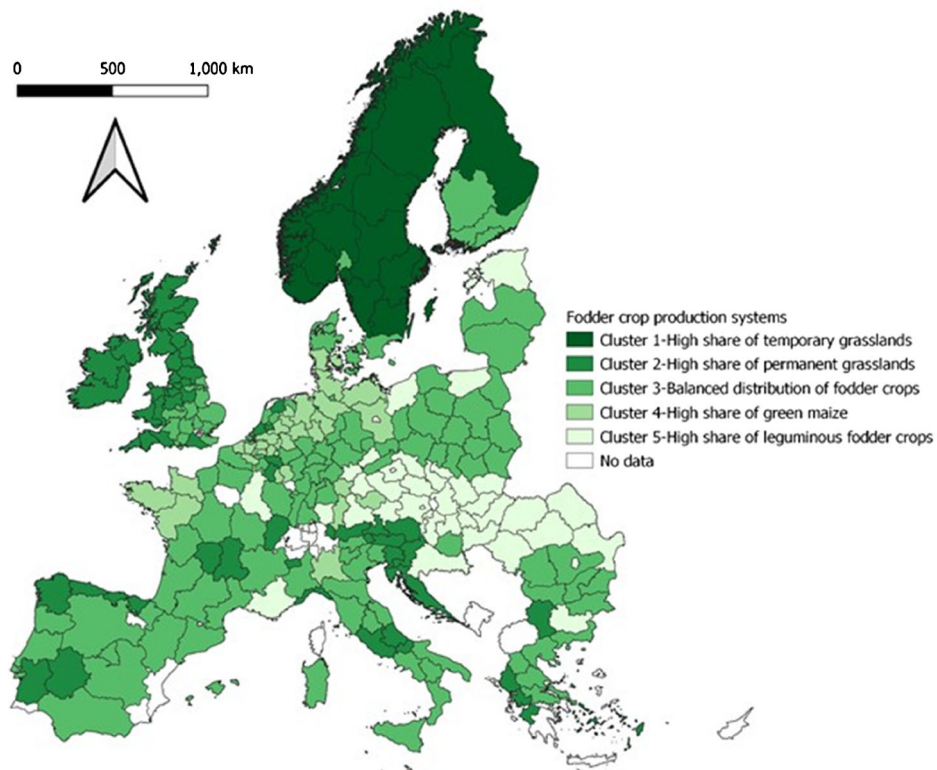 0 500 1,000 km
Fodder crop production systems
Cluster 1-High share of temporary grasslands
Cluster 2-High share of permanent grasslands
Cluster 3-Balanced distribution of fodder crops
Cluster 4-High share of green maize
Cluster 5-High share of leguminous fodder crops
No data